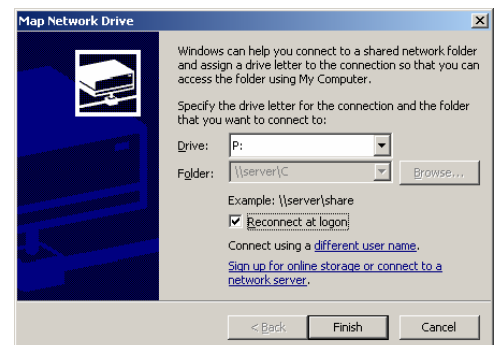 Map Network Drive
Windows can help you connect to a shared network folder
and assign a drive letter to the connection so that you can
access the folder using My Computer.
Specify the drive letter for the connection and the folder
that you want to connect to:
Drive: P:
Folder: \\server\C Browse...
Example: \\server\share
Reconnect at logon
Connect using a different user name.
Sign up for online storage or connect to a
network server.
< Back Finish Cancel